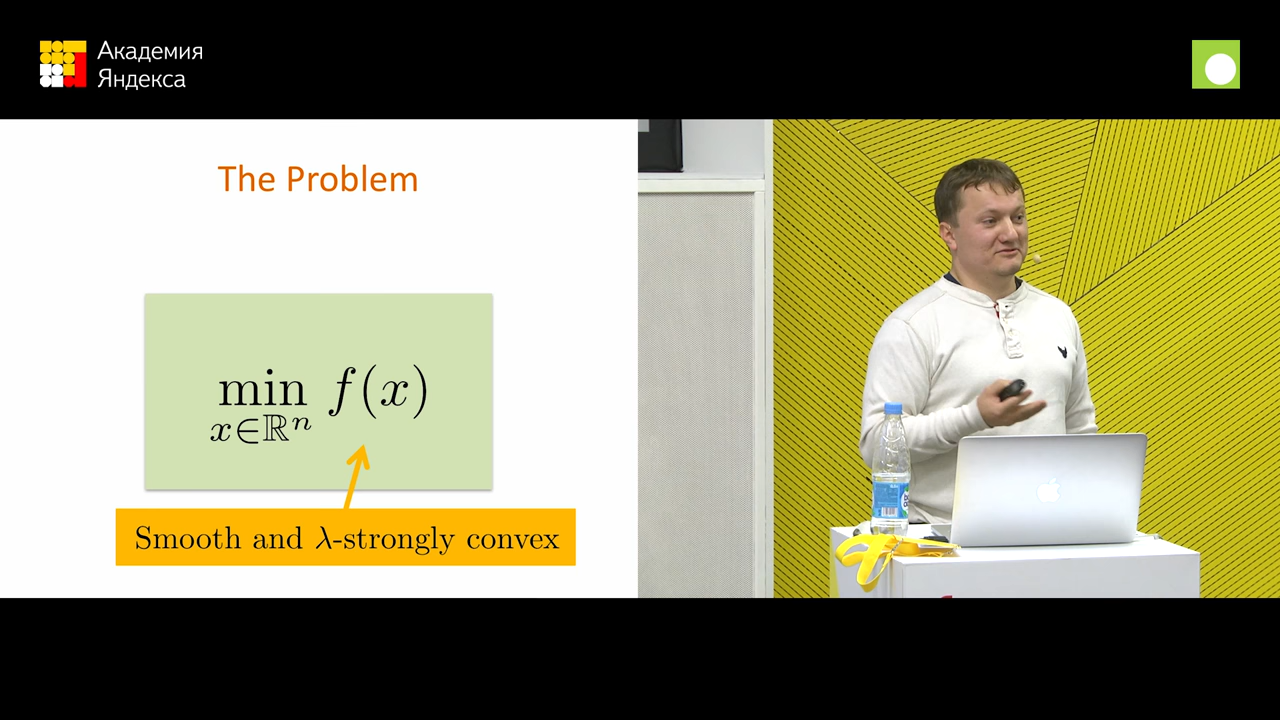 Академия
Яндекса
The Problem
min f(x)
x∈ℝⁿ
Smooth and λ-strongly convex